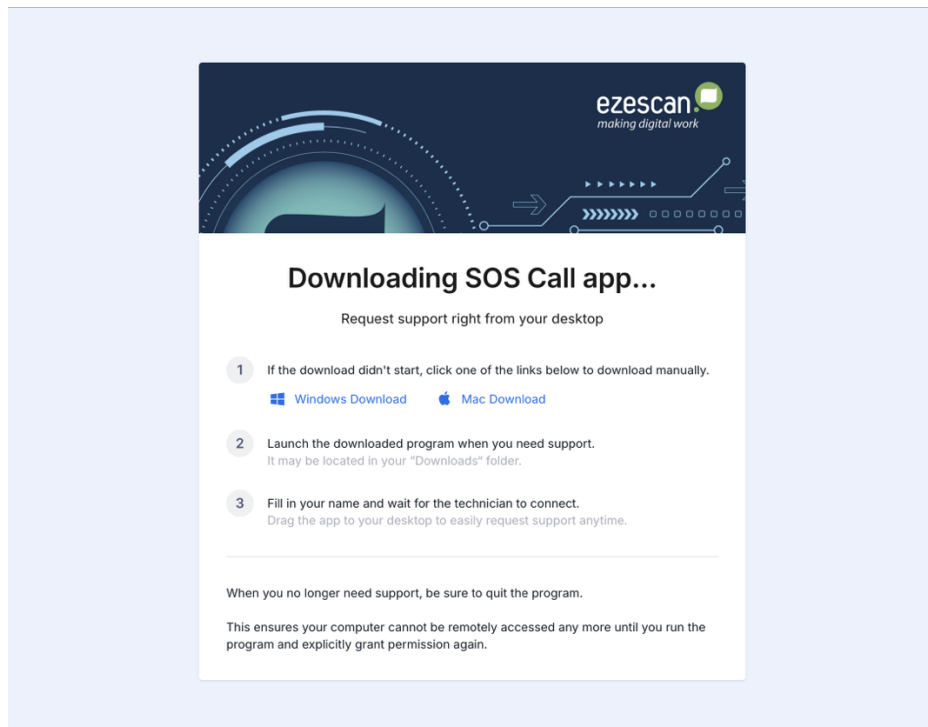 ezescan
making digital work
Downloading SOS Call app...
Request support right from your desktop
1 If the download didn't start, click one of the links below to download manually.
Windows Download Mac Download
2 Launch the downloaded program when you need support.
It may be located in your "Downloads" folder.
3 Fill in your name and wait for the technician to connect.
Drag the app to your desktop to easily request support anytime.
When you no longer need support, be sure to quit the program.
This ensures your computer cannot be remotely accessed any more until you run the
program and explicitly grant permission again.